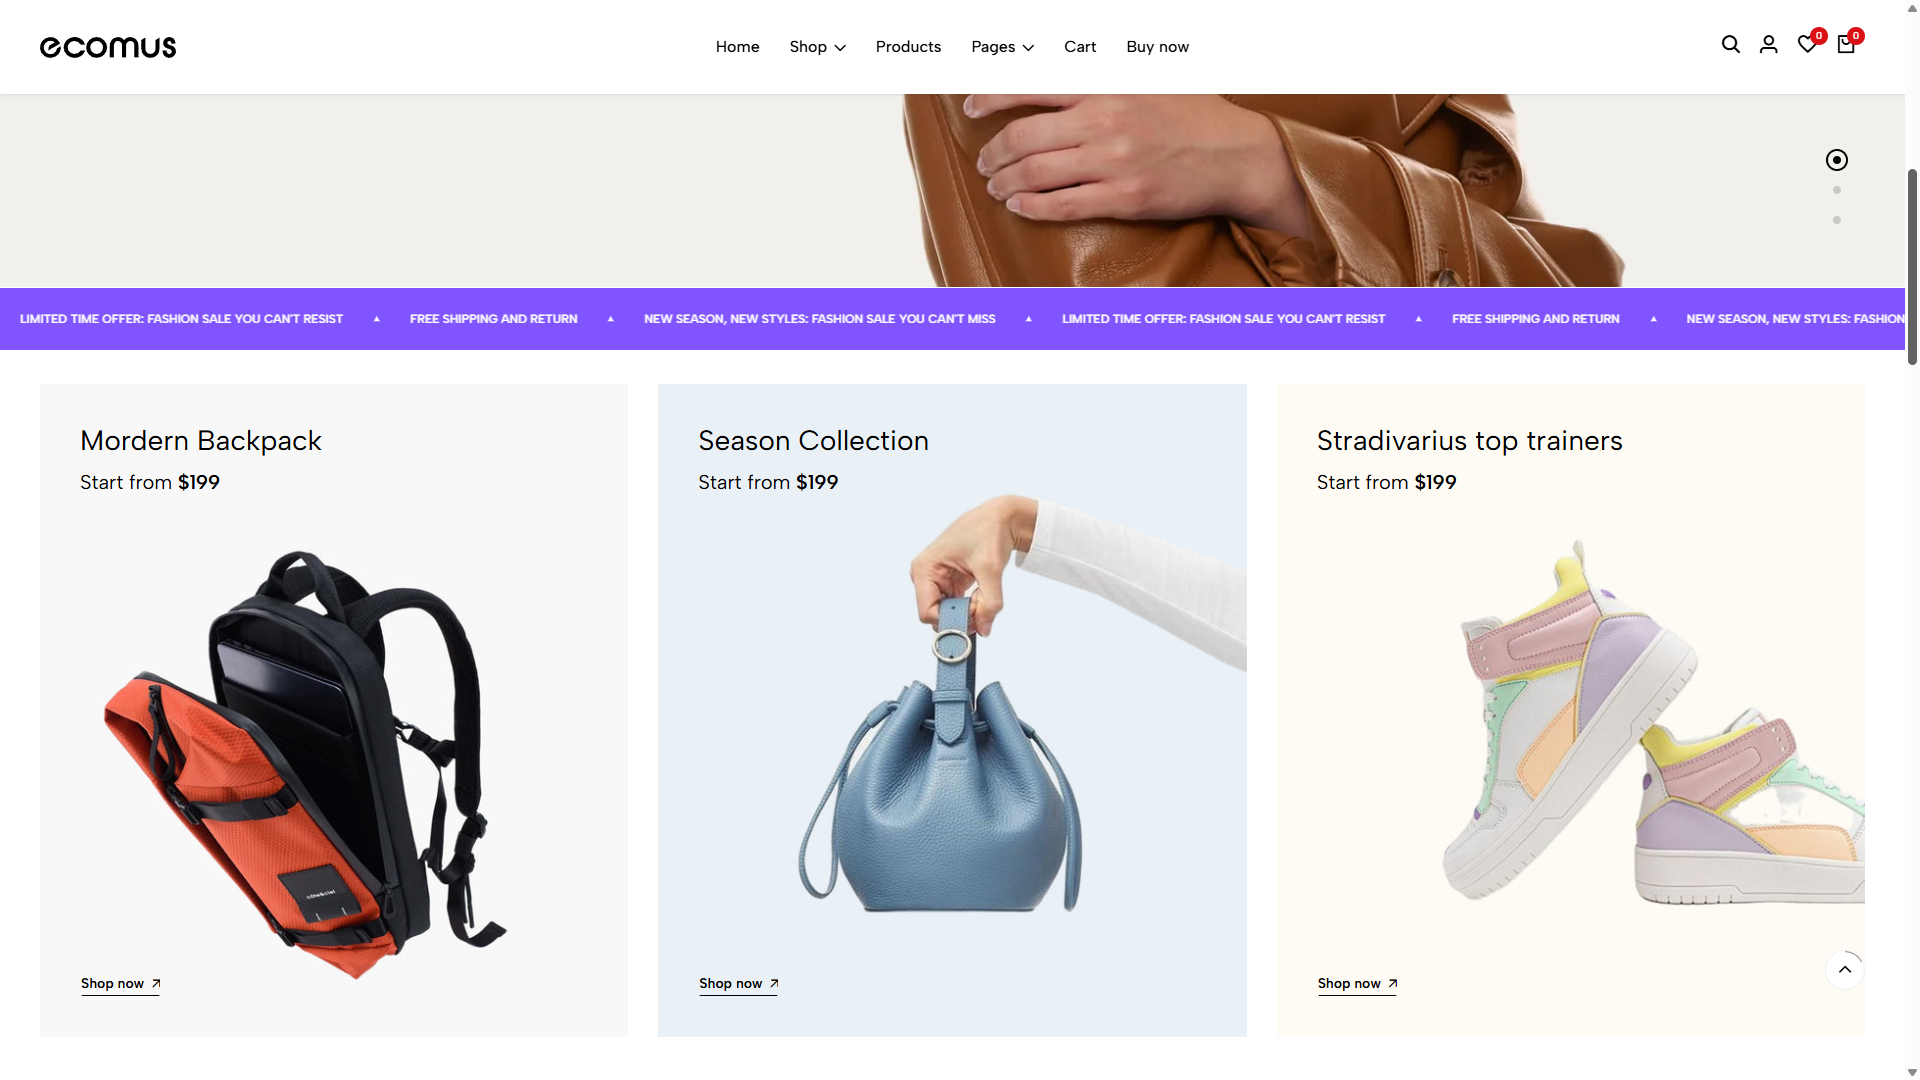 ecomus
Home Shop Products Pages Cart Buy now
0 0
LIMITED TIME OFFER: FASHION SALE YOU CAN'T RESIST FREE SHIPPING AND RETURN NEW SEASON, NEW STYLES: FASHION SALE YOU CAN'T MISS LIMITED TIME OFFER: FASHION SALE YOU CAN'T RESIST FREE SHIPPING AND RETURN NEW SEASON, NEW STYLES: FASHION
Mordern Backpack
Start from $199
Shop now
Season Collection
Start from $199
Shop now
Stradivarius top trainers
Start from $199
Shop now